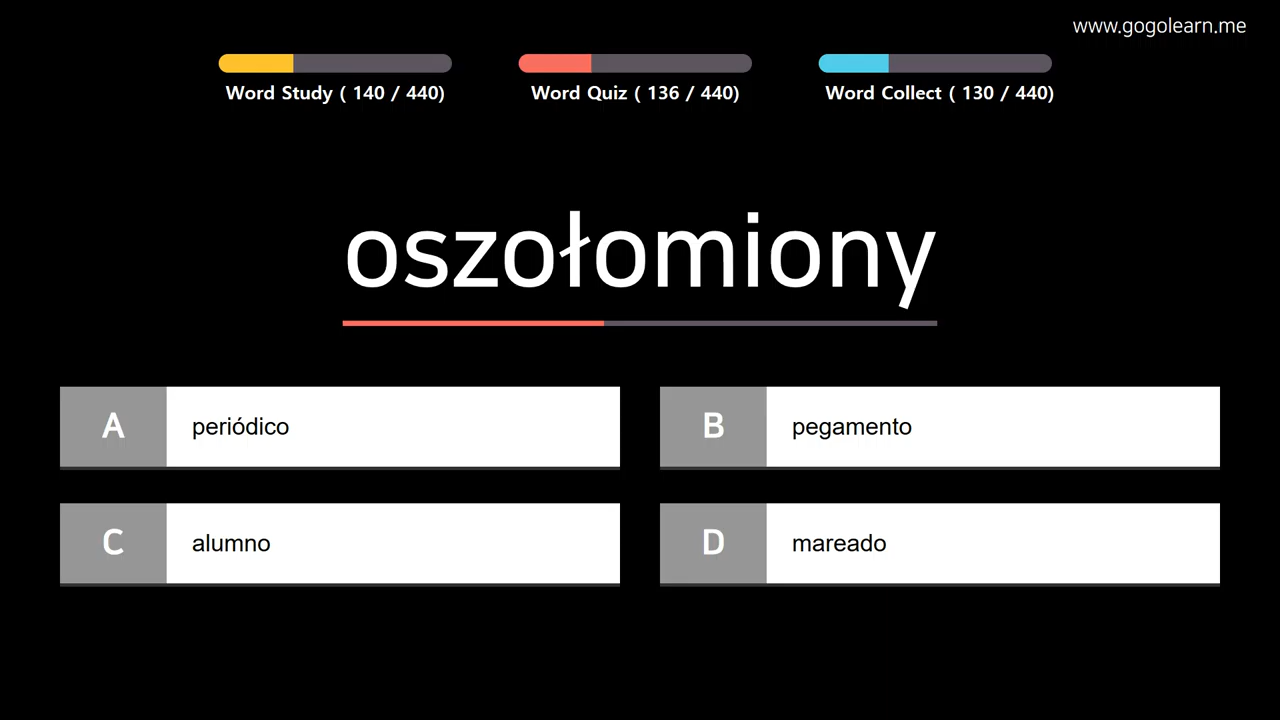 www.gogolearn.me
Word Study ( 140 / 440)
Word Quiz ( 136 / 440)
Word Collect ( 130 / 440)
oszołomiony
A periódico
B pegamento
C alumno
D mareado